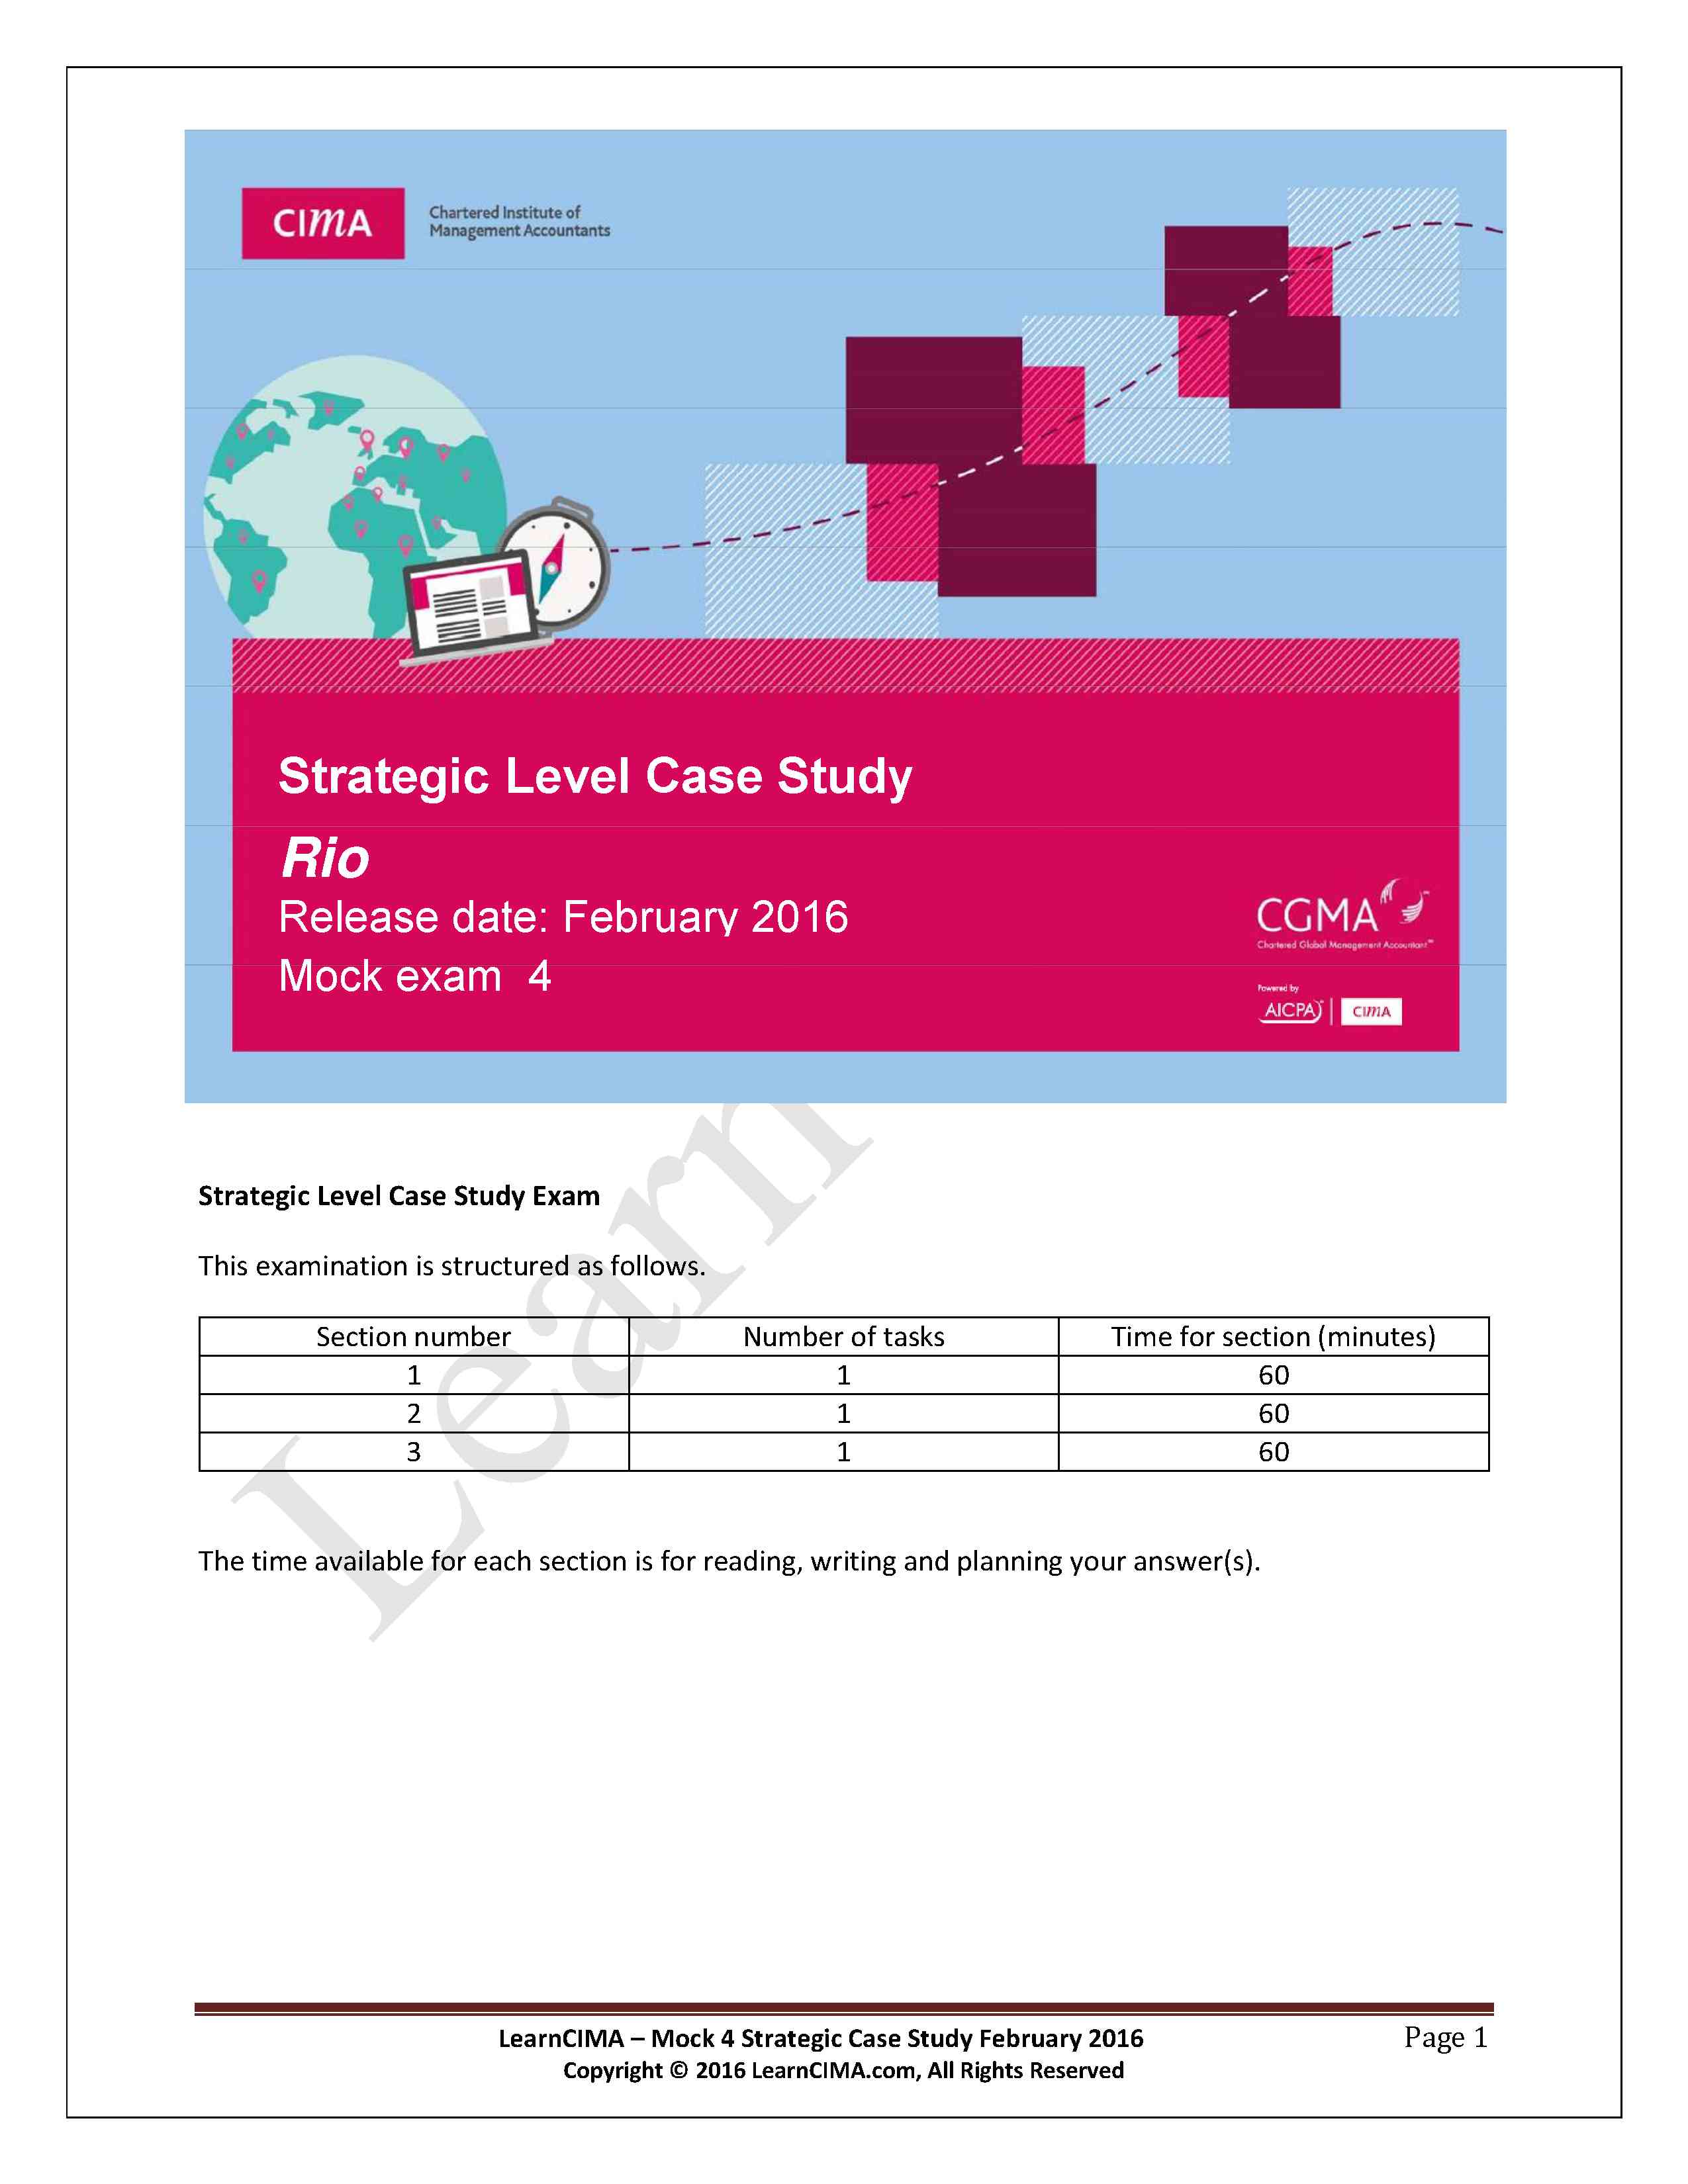 CIMA
Chartered Institute of
Management Accountants
Strategic Level Case Study
Rio
Release date: February 2016
Mock exam 4
CGMA
Chartered Global Management Accountant
Powered by
AICPA
CIMA
Learn
Strategic Level Case Study Exam
This examination is structured as follows.
Section number Number of tasks Time for section (minutes)
1 1 60
2 1 60
3 1 60
The time available for each section is for reading, writing and planning your answer(s).
LearnCIMA – Mock 4 Strategic Case Study February 2016 Page 1
Copyright © 2016 LearnCIMA.com, All Rights Reserved